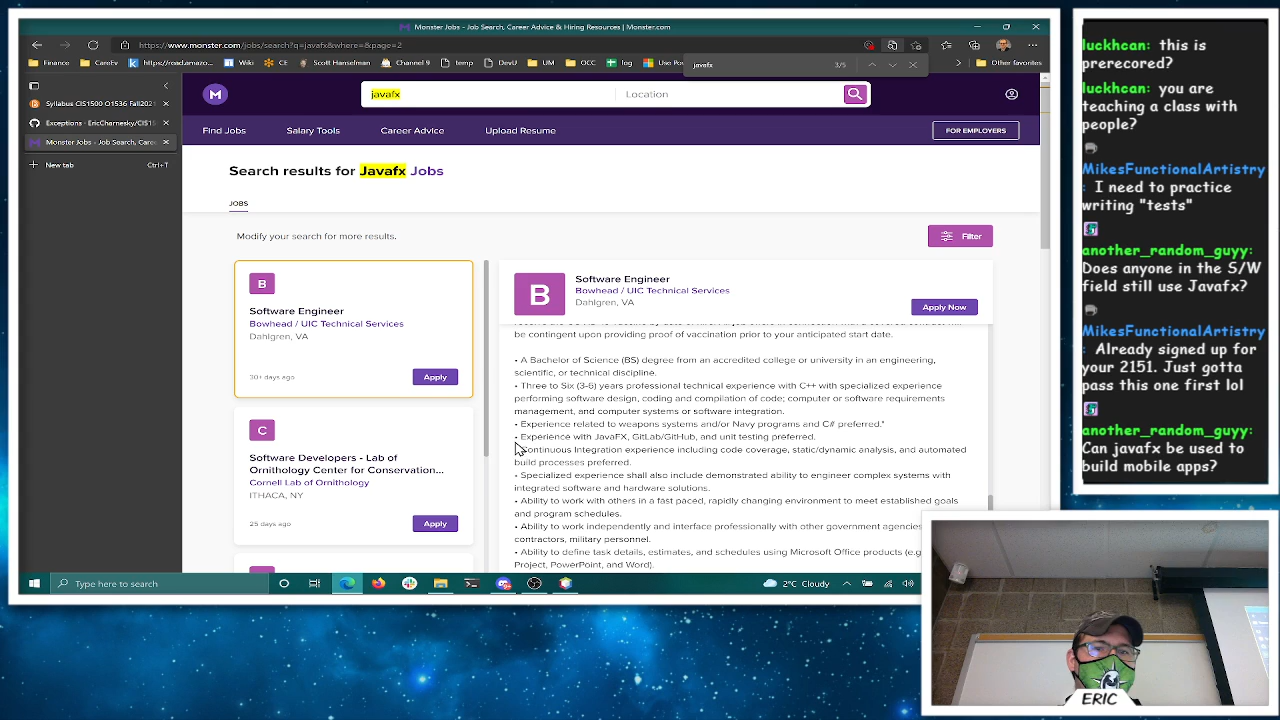 Monster Jobs - Job Search, Career Advice & Hiring Resources | Monster.com
https://www.monster.com/jobs/search?q=javafx&where=&page=2
Finance
CareEv
https://road.amazo...
Wiki
CE
Scott Hanselman
Channel 9
temp
DevU
UM
OCC
log
Other favorites
javafx
3/5
Syllabus CIS1500 O1536 Fall202
Exceptions - EricCharnesky/CIS15
Monster Jobs - Job Search, Caree
New tab
Ctrl+T
M
javafx
Location
Find Jobs
Salary Tools
Career Advice
Upload Resume
FOR EMPLOYERS
Search results for Javafx Jobs
JOBS
Modify your search for more results.
Filter
B
Software Engineer
Bowhead / UIC Technical Services
Dahlgren, VA
30+ days ago
Apply
C
Software Developers - Lab of
Ornithology Center for Conservation...
Cornell Lab of Ornithology
ITHACA, NY
25 days ago
Apply
B
Software Engineer
Bowhead / UIC Technical Services
Dahlgren, VA
Apply Now
be contingent upon providing proof of vaccination prior to your anticipated start date.
• A Bachelor of Science (BS) degree from an accredited college or university in an engineering,
scientific, or technical discipline.
• Three to Six (3-6) years professional technical experience with C++ with specialized experience
performing software design, coding and compilation of code; computer or software requirements
management, and computer systems or software integration.
• Experience related to weapons systems and/or Navy programs and C# preferred."
• Experience with JavaFX, GitLab/GitHub, and unit testing preferred.
Continuous Integration experience including code coverage, static/dynamic analysis, and automated
build processes preferred.
• Specialized experience shall also include demonstrated ability to engineer complex systems with
integrated software and hardware solutions.
• Ability to work with others in a fast paced, rapidly changing environment to meet established goals
and program schedules.
• Ability to work independently and interface professionally with other government agencies
contractors, military personnel.
• Ability to define task details, estimates, and schedules using Microsoft Office products (e.g
Project, PowerPoint, and Word).
Type here to search
2°C Cloudy
luckhcan: this is
prerecored?
luckhcan: you are
teaching a class with
people?
MikesFunctionalArtistry
: I need to practice
writing "tests"
another_random_guyy:
Does anyone in the S/W
field still use Javafx?
MikesFunctionalArtistry
: Already signed up for
your 2151. Just gotta
pass this one first lol
another_random_guyy:
Can javafx be used to
build mobile apps?
ERIC